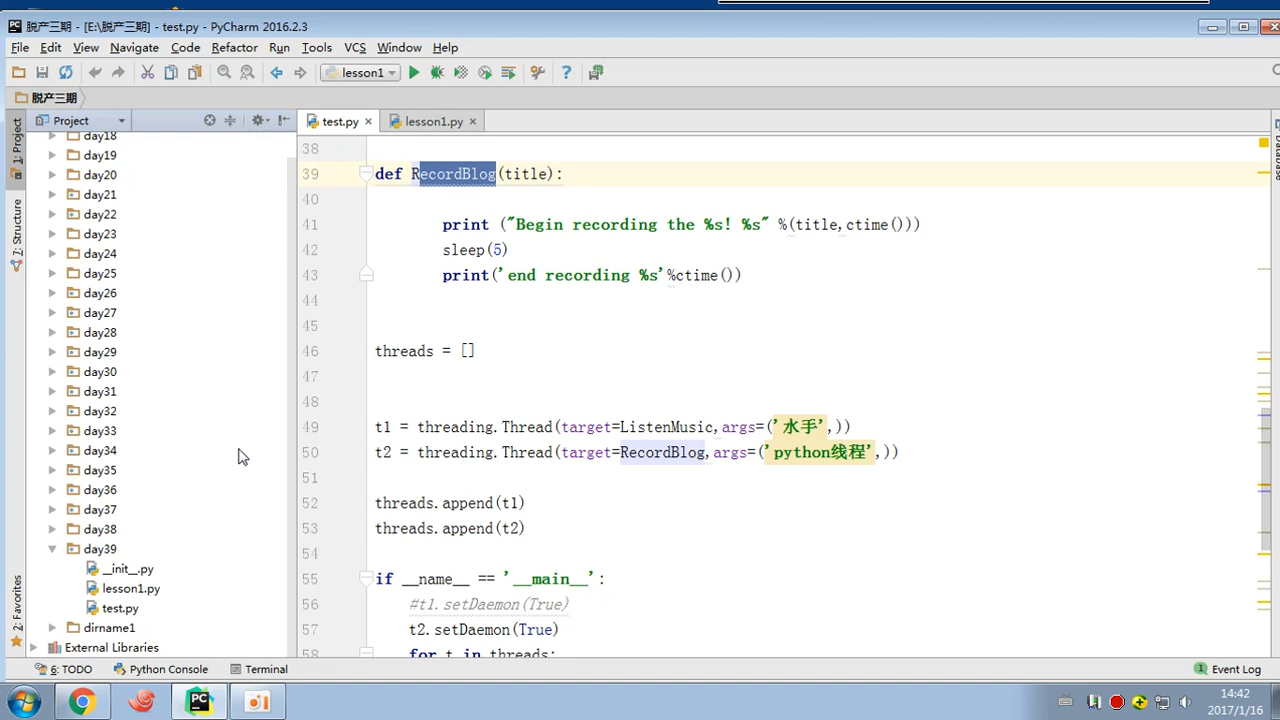 脱产三期 - [E:\脱产三期] - test.py - PyCharm 2016.2.3
File Edit View Navigate Code Refactor Run Tools VCS Window Help
lesson1
脱产三期
Project
test.py
lesson1.py
1: Project
7: Structure
2: Favorites
Database
day18
day19
day20
day21
day22
day23
day24
day25
day26
day27
day28
day29
day30
day31
day32
day33
day34
day35
day36
day37
day38
day39
__init__.py
lesson1.py
test.py
dirname1
External Libraries
38
39 def RecordBlog(title):
40
41 print ("Begin recording the %s! %s" %(title,ctime()))
42 sleep(5)
43 print('end recording %s'%ctime())
44
45
46 threads = []
47
48
49 t1 = threading.Thread(target=ListenMusic,args=('水手',))
50 t2 = threading.Thread(target=RecordBlog,args=('python线程',))
51
52 threads.append(t1)
53 threads.append(t2)
54
55 if __name__ == '__main__':
56 #t1.setDaemon(True)
57 t2.setDaemon(True)
58 for t in threads:
6: TODO Python Console Terminal
1 Event Log
14:42
2017/1/16